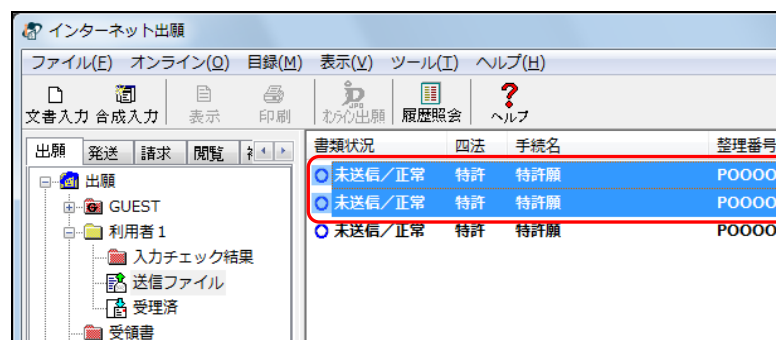 インターネット出願
ファイル(F) オンライン(O) 目録(M) 表示(V) ツール(T) ヘルプ(H)
文書入力 合成入力 表示 印刷 オンライン出願 履歴照会 ヘルプ
出願 発送 請求 閲覧
書類状況 四法 手続名 整理番号
未送信/正常 特許 特許願 POOOO
未送信/正常 特許 特許願 POOOO
未送信/正常 特許 特許願 POOOO
出願
GUEST
利用者1
入力チェック結果
送信ファイル
受理済
受領書